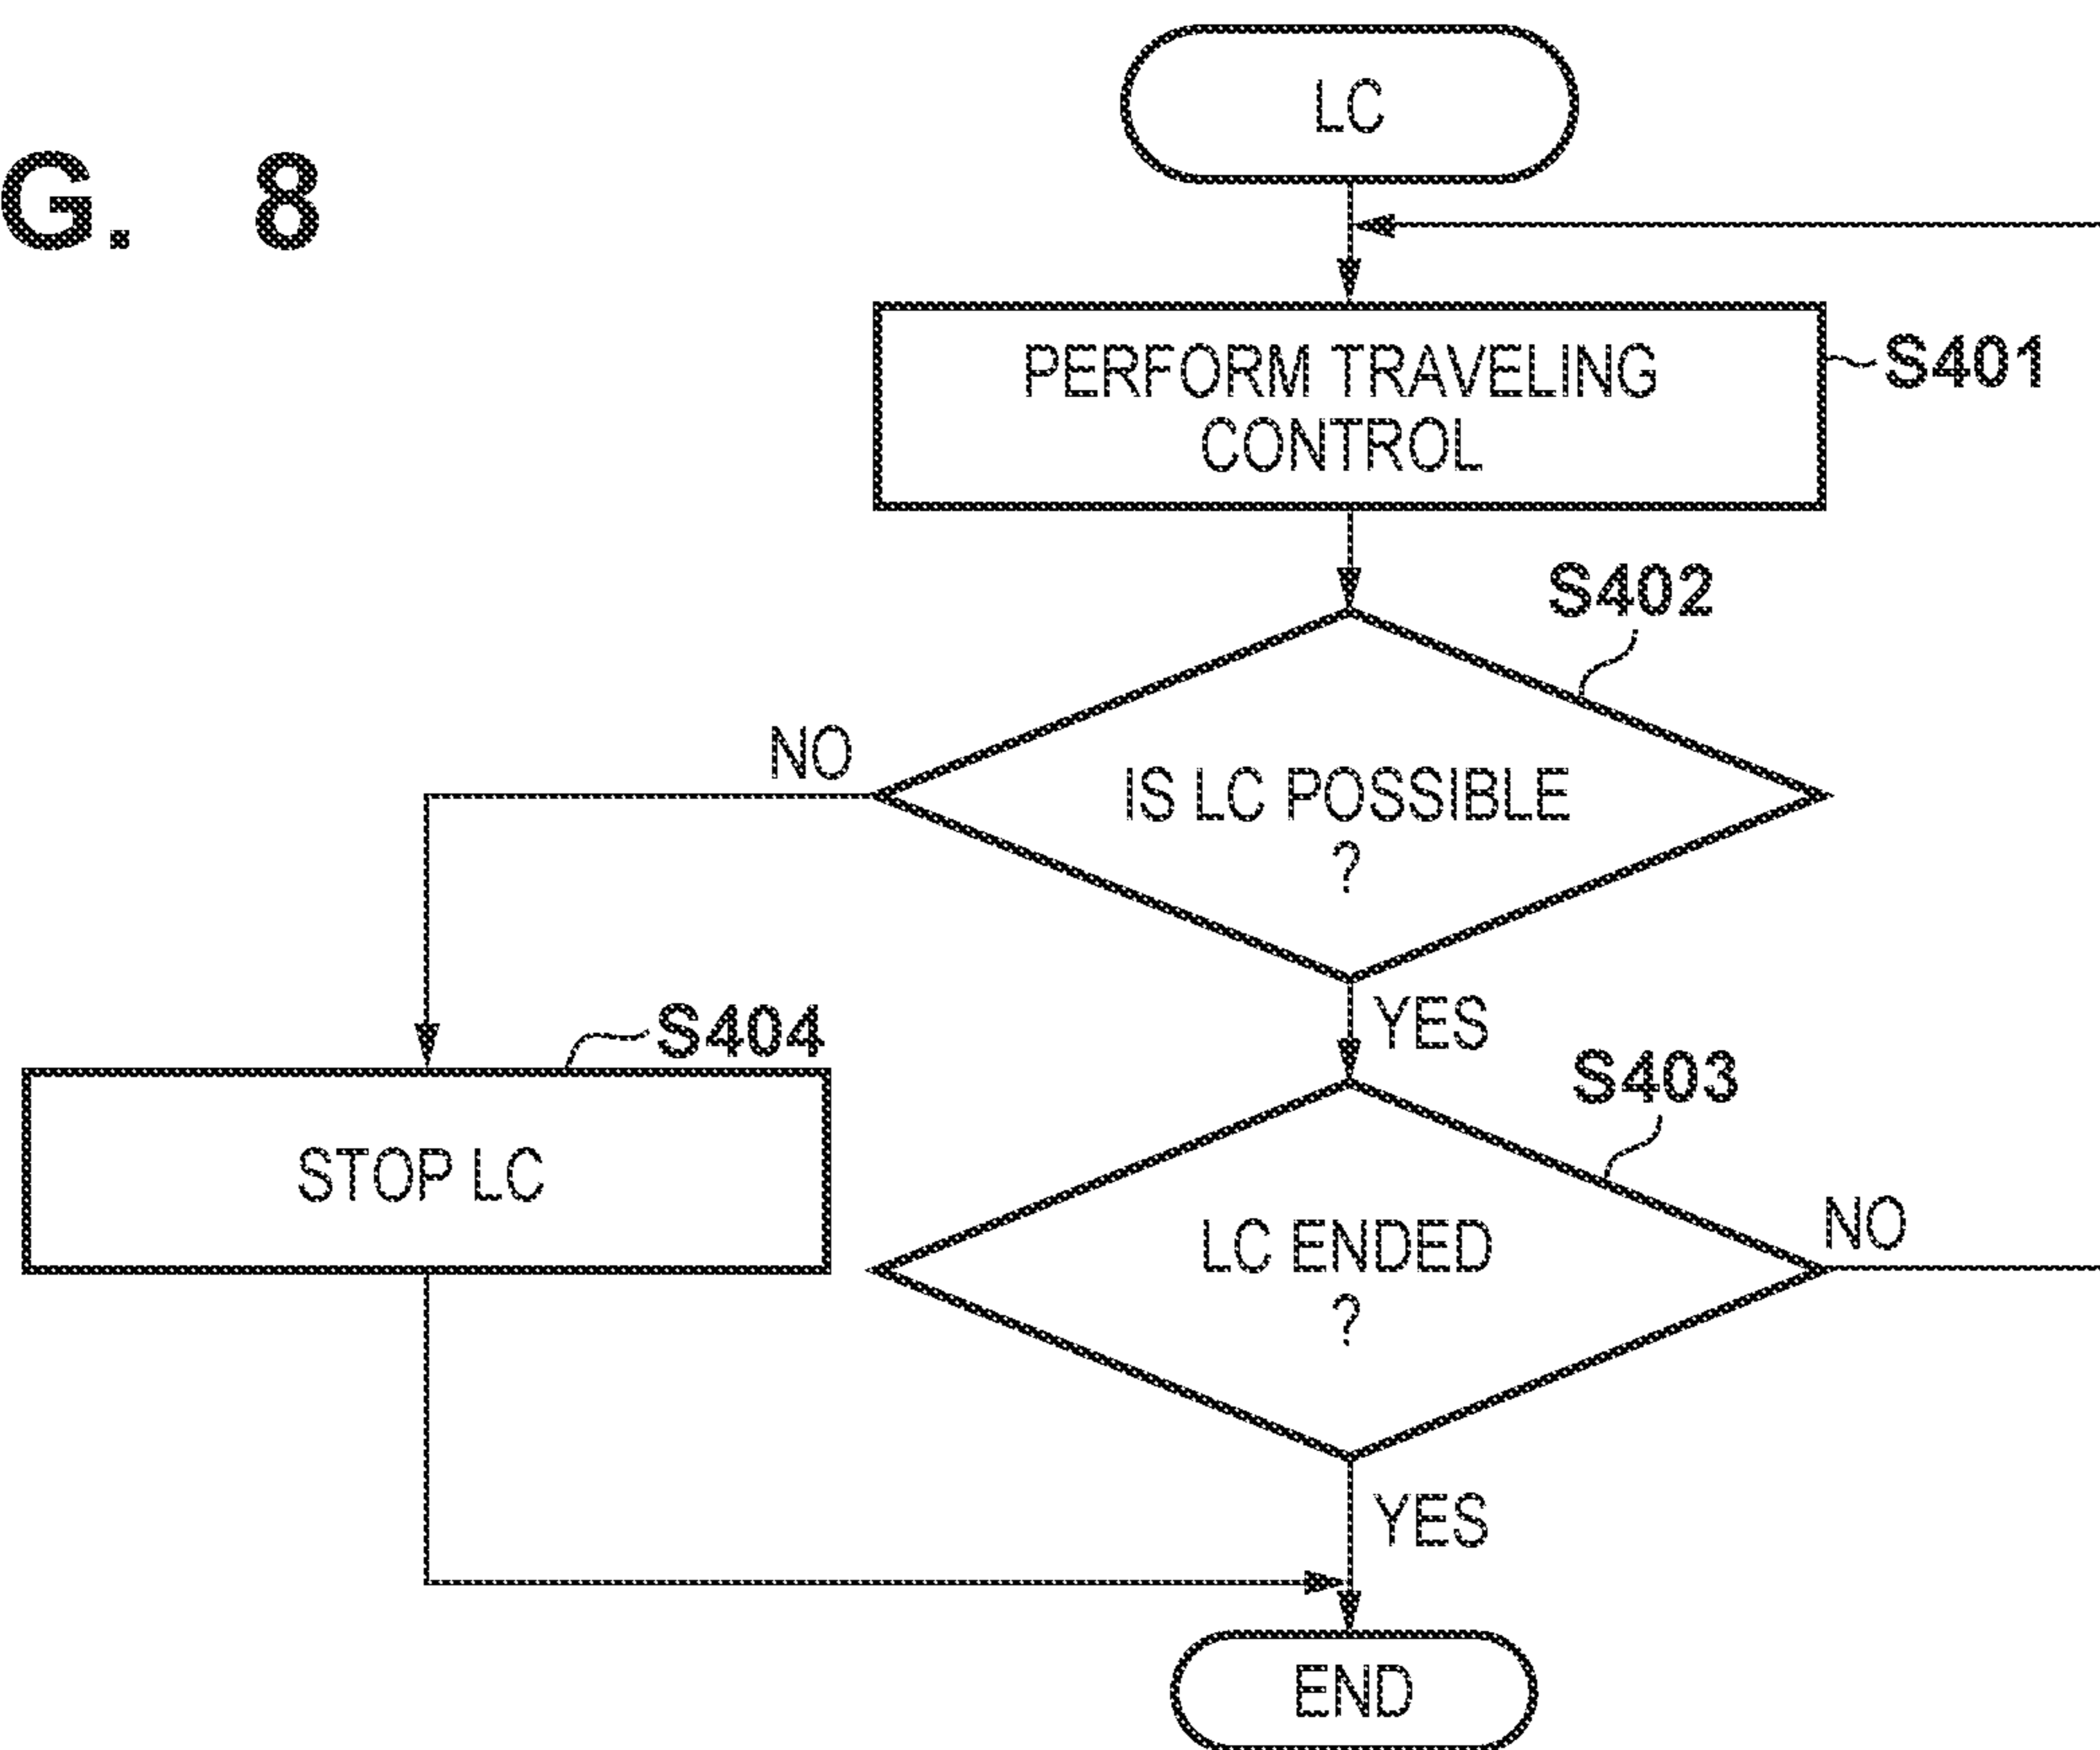 G. 8
LC
PERFORM TRAVELING
CONTROL
S401
S402
NO
IS LC POSSIBLE
?
YES
S404
STOP LC
S403
LC ENDED
?
NO
YES
END